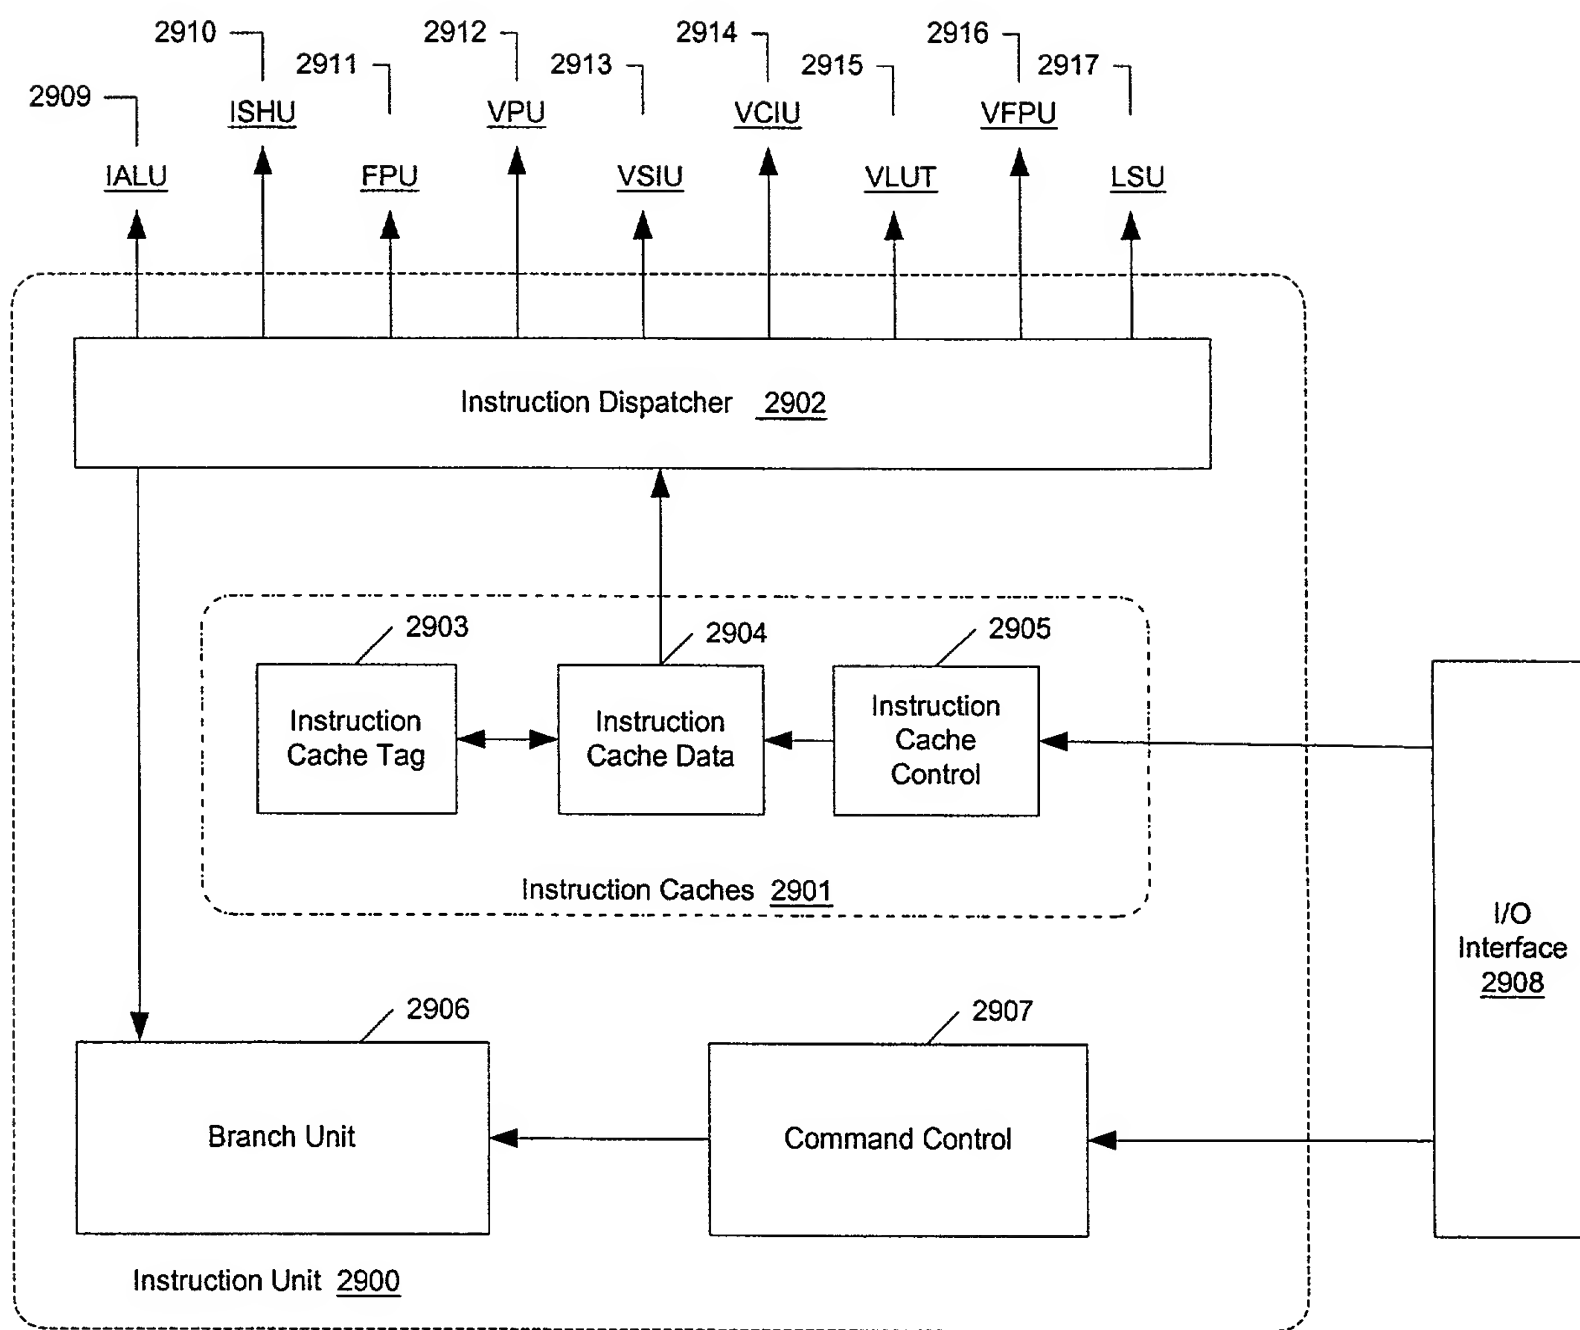 2910
2912
2914
2916
2911
2913
2915
2917
2909
ISHU
VPU
VCIU
VFPU
IALU
FPU
VSIU
VLUT
LSU
Instruction Dispatcher 2902
2903
2904
2905
Instruction
Cache Tag
Instruction
Cache Data
Instruction
Cache
Control
Instruction Caches 2901
I/O
Interface
2908
2906
2907
Branch Unit
Command Control
Instruction Unit 2900